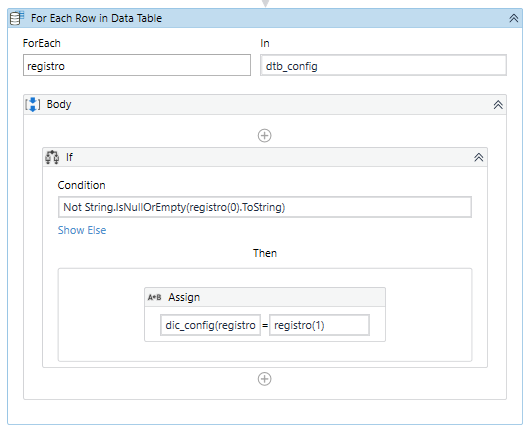 For Each Row in Data Table
ForEach In
registro dtb_config
Body
If
Condition
Not String.IsNullOrEmpty(registro(0).ToString)
Show Else
Then
A*B Assign
dic_config(registro = registro(1)